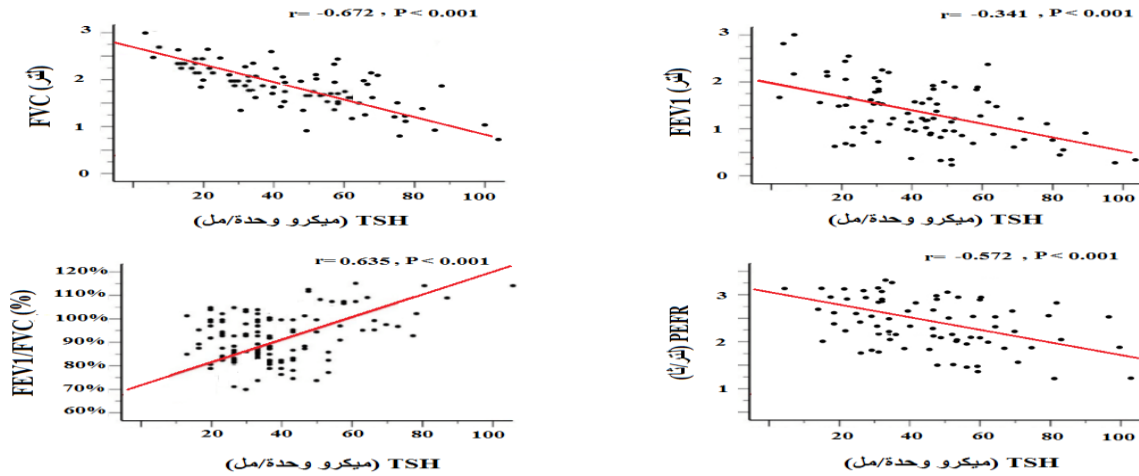 r= -0.672 , P< 0.001
FVC (لتر)
3
2
1
0
20 40 60 80 100
TSH (ميكرو وحدة/مل)
r= -0.341 , P< 0.001
FEV1 (لتر)
3
2
1
0
20 40 60 80 100
TSH (ميكرو وحدة/مل)
r= 0.635 , P< 0.001
FEV1/FVC (%)
120%
110%
100%
90%
80%
70%
60%
20 40 60 80 100
TSH (ميكرو وحدة/مل)
r= -0.572 , P< 0.001
PEFR (لتر/ثا)
3
2
1
20 40 60 80 100
TSH (ميكرو وحدة/مل)